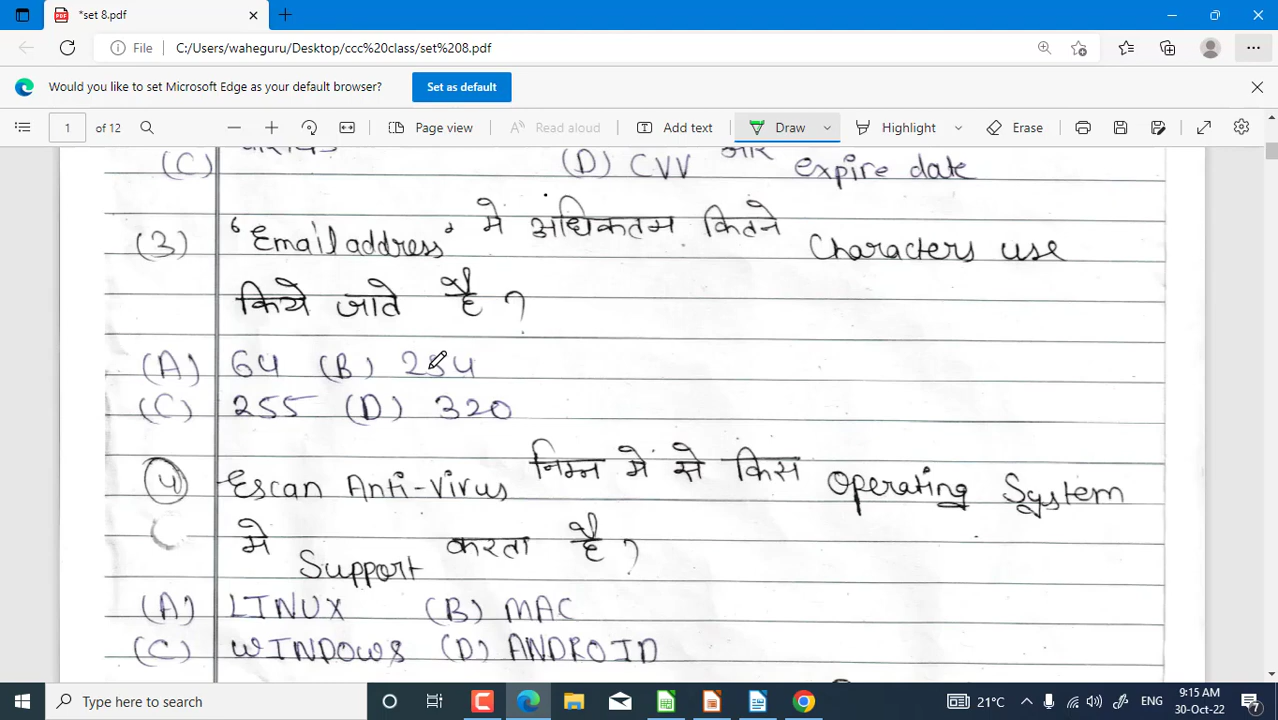 *set 8.pdf
File C:/Users/waheguru/Desktop/ccc%20class/set%208.pdf
Would you like to set Microsoft Edge as your default browser? Set as default
1 of 12 Page view Read aloud Add text Draw Highlight Erase
(C) (D) CVV और expire date
(3) "Email address" मे अधिकतम कितने Characters use
किये जाते है ?
(A) 64 (B) 254
(C) 255 (D) 320
(4) Escan Anti-Virus निम्न में से किस Operating System
मे Support करता है ?
(A) LINUX (B) MAC
(C) WINDOWS (D) ANDROID
Type here to search
21°C ENG 9:15 AM
30-Oct-22
7